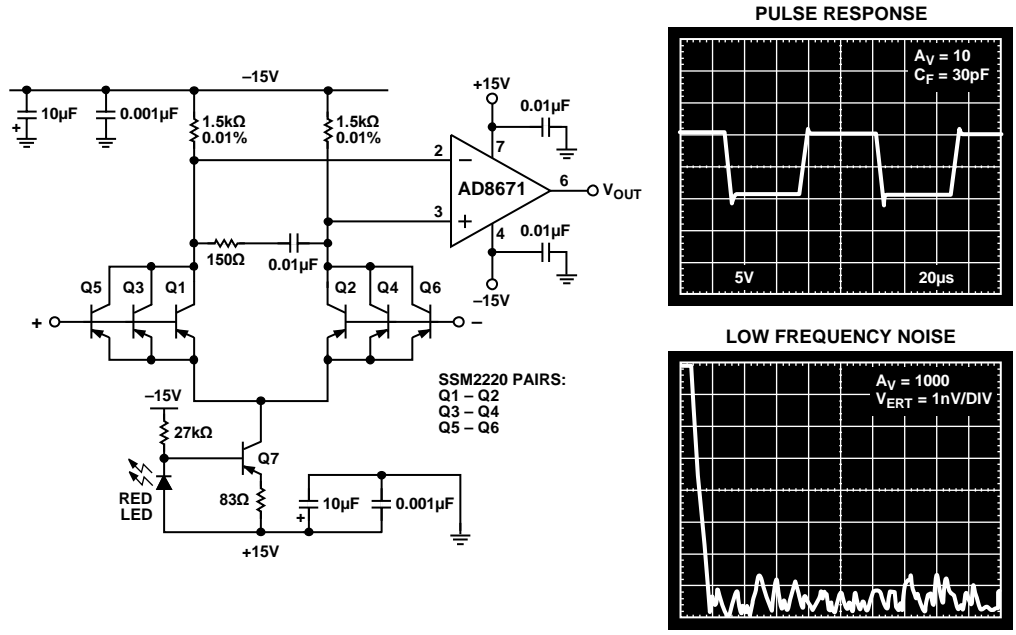 –15V
10µF
+
0.001µF
1.5kΩ
0.01%
1.5kΩ
0.01%
+15V
0.01µF
7
2
–
AD8671
6
V_OUT
3
+
4
0.01µF
–15V
150Ω
0.01µF
Q5
Q3
Q1
Q2
Q4
Q6
+
–
SSM2220 PAIRS:
Q1 – Q2
Q3 – Q4
Q5 – Q6
–15V
27kΩ
Q7
RED
LED
83Ω
10µF
+
0.001µF
+15V
PULSE RESPONSE
A_V = 10
C_F = 30pF
5V
20µs
LOW FREQUENCY NOISE
A_V = 1000
V_ERT = 1nV/DIV